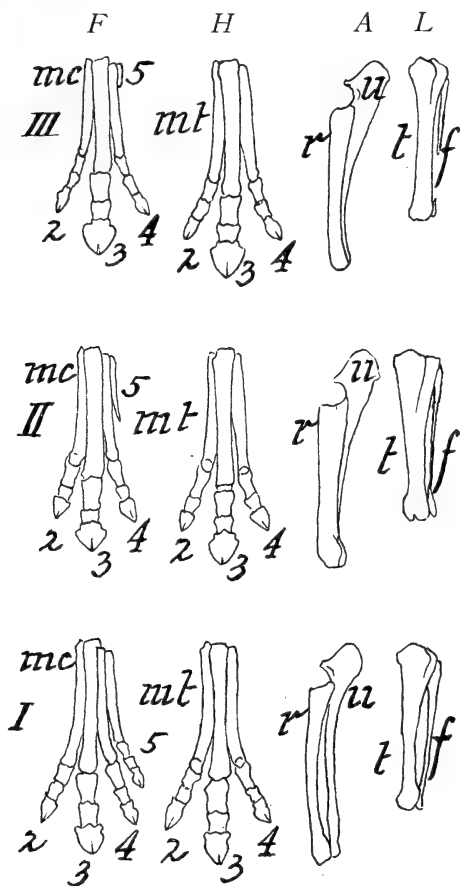 F H A L
mc 5 mt u
III r t f
2 3 4 2 3 4
mc 5 mt u
II r t f
2 3 4 2 3 4
mc mt r u
I 5 t f
2 3 4 2 3 4